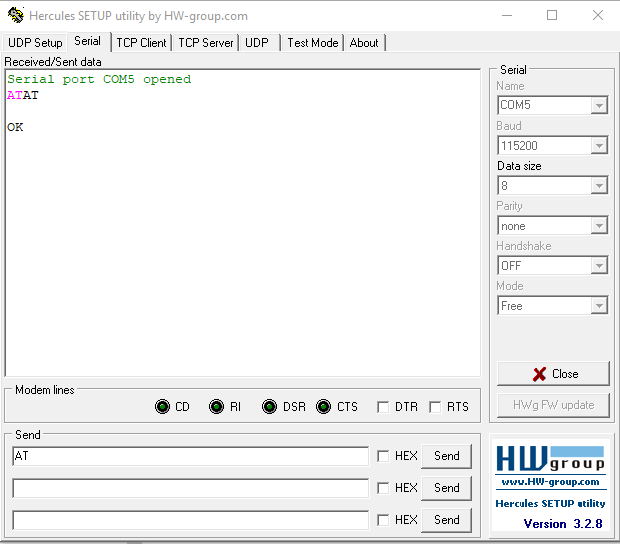 Hercules SETUP utility by HW-group.com
UDP Setup Serial TCP Client TCP Server UDP Test Mode About
Received/Sent data
Serial port COM5 opened
ATAT
OK
Serial
Name
COM5
Baud
115200
Data size
8
Parity
none
Handshake
OFF
Mode
Free
Close
HWg FW update
Modem lines
CD RI DSR CTS DTR RTS
Send
AT HEX Send
HEX Send
HEX Send
HW group
www.HW-group.com
Hercules SETUP utility
Version 3.2.8